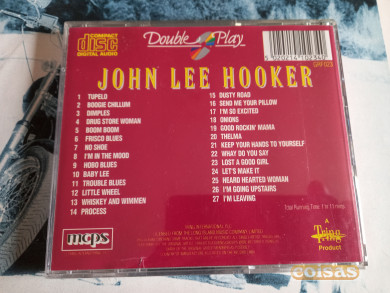 COMPACT
disc
DIGITAL AUDIO
Double Play
GRF023
JOHN LEE HOOKER
1 TUPELO
2 BOOGIE CHILLUM
3 DIMPLES
4 DRUG STORE WOMAN
5 BOOM BOOM
6 FRISCO BLUES
7 NO SHOE
8 I'M IN THE MOOD
9 HOBO BLUES
10 BABY LEE
11 TROUBLE BLUES
12 LITTLE WHEEL
13 WHISKEY AND WIMMEN
14 PROCESS
15 DUSTY ROAD
16 SEND ME YOUR PILLOW
17 I'M SO EXCITED
18 ONIONS
19 GOOD ROCKIN' MAMA
20 THELMA
21 KEEP YOUR HANDS TO YOURSELF
22 WHAT DO YOU SAY
23 LOST A GOOD GIRL
24 LET'S MAKE IT
25 HEARD HEARTED WOMAN
26 I'M GOING UPSTAIRS
27 I'M LEAVING
mcps
A
Tring
Product
coisas